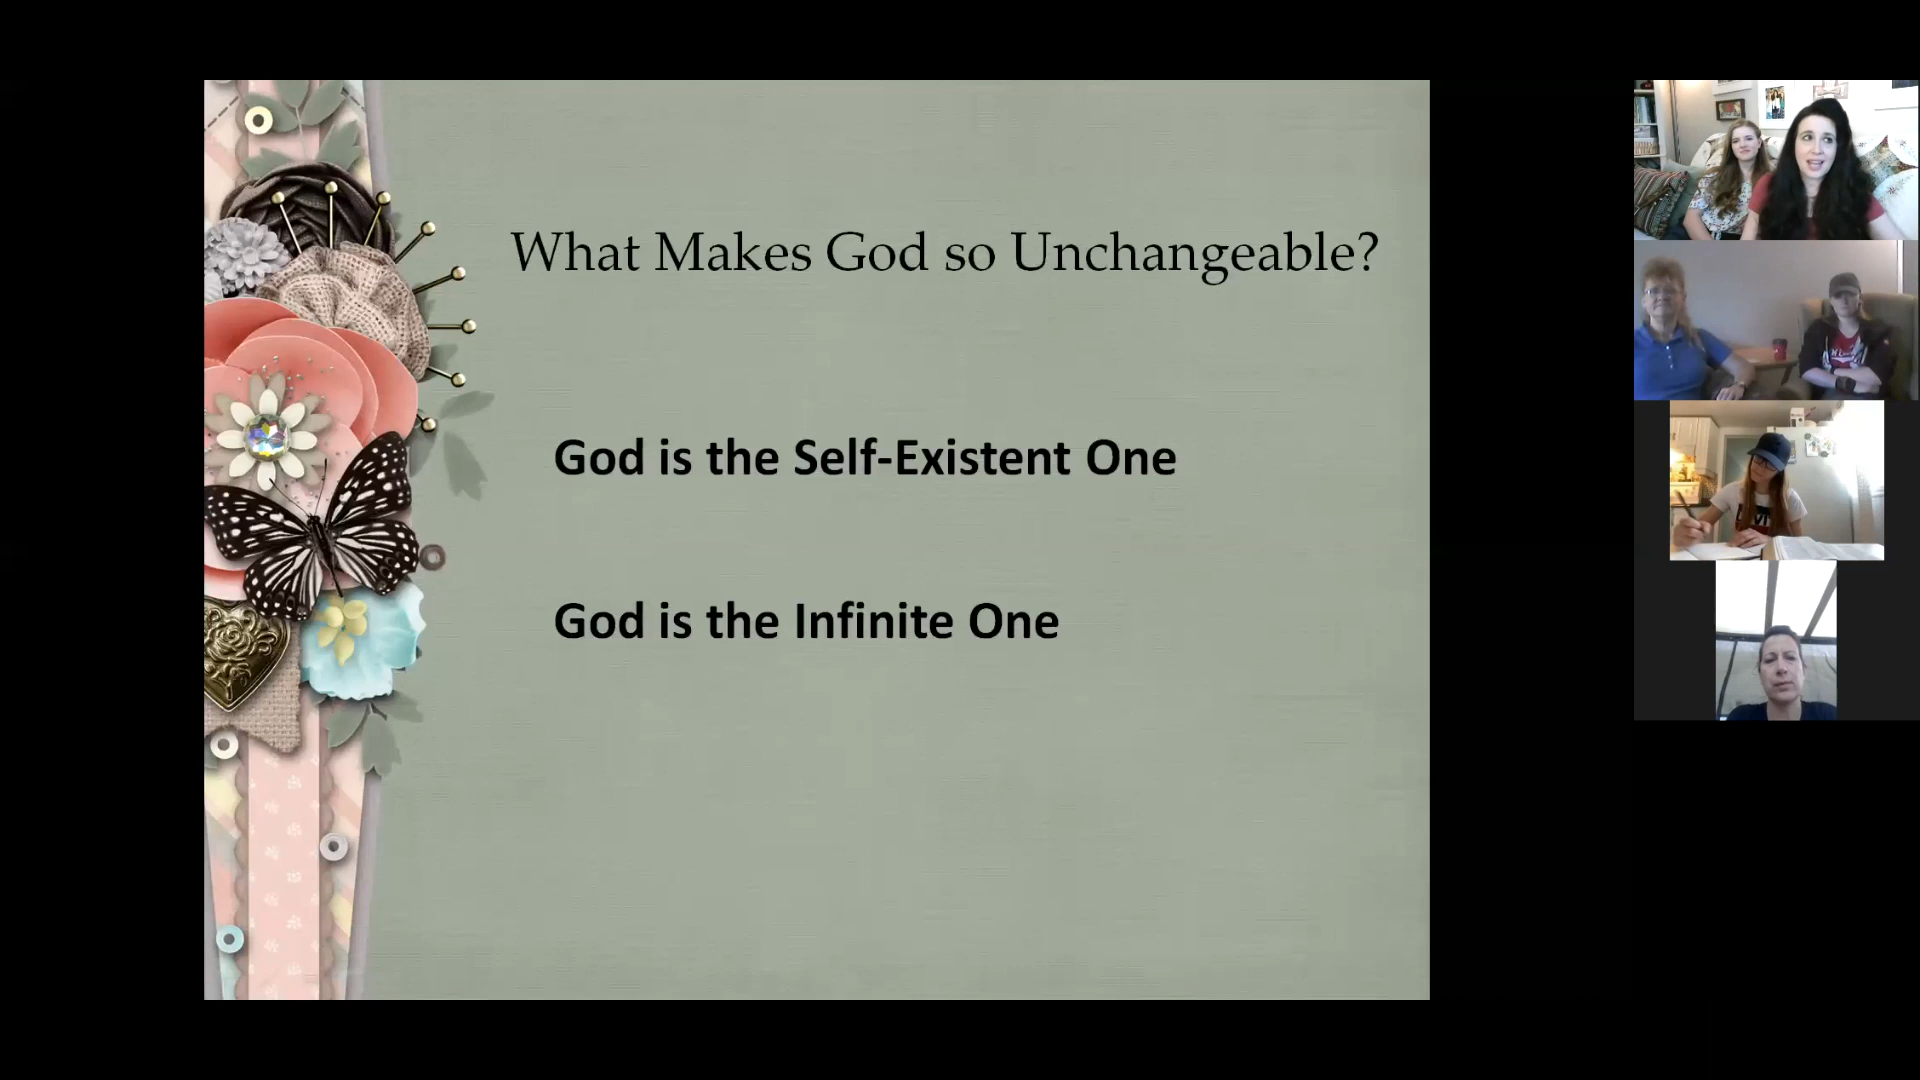 What Makes God so Unchangeable?
God is the Self-Existent One
God is the Infinite One